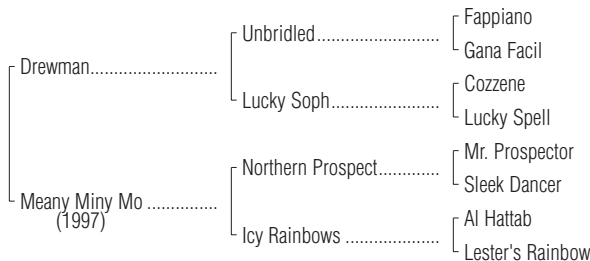 Fappiano
Unbridled..................................
Gana Facil
Drewman...........................
Cozzene
Lucky Soph..............................
Lucky Spell
Mr. Prospector
Northern Prospect...............
Sleek Dancer
Meany Miny Mo ...............
(1997)
Al Hattab
Icy Rainbows .......................
Lester's Rainbow